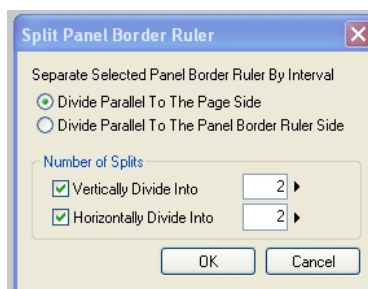 Split Panel Border Ruler
Separate Selected Panel Border Ruler By Interval
Divide Parallel To The Page Side
Divide Parallel To The Panel Border Ruler Side
Number of Splits
Vertically Divide Into 2
Horizontally Divide Into 2
OK Cancel